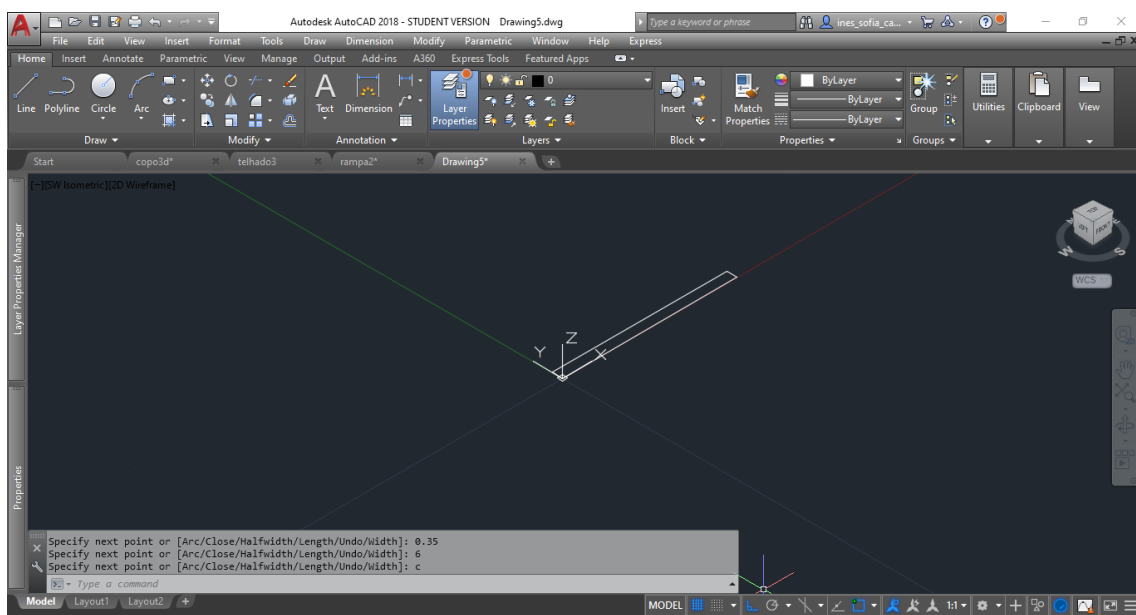 Autodesk AutoCAD 2018 - STUDENT VERSION Drawing5.dwg
Type a keyword or phrase
ines_sofia_ca...
File Edit View Insert Format Tools Draw Dimension Modify Parametric Window Help Express
Home Insert Annotate Parametric View Manage Output Add-ins A360 Express Tools Featured Apps
Line Polyline Circle Arc
Draw
Modify
Text Dimension
Annotation
Layer Properties
0
Layers
Insert
Block
Match Properties
ByLayer
ByLayer
ByLayer
Properties
Group
Groups
Utilities
Clipboard
View
Start copo3d* telhado3 rampa2* Drawing5*
[−][SW Isometric][2D Wireframe]
Layer Properties Manager
Properties
Y Z X
TOP
LEFT FRONT
W S
WCS
Specify next point or [Arc/Close/Halfwidth/Length/Undo/Width]: 0.35
Specify next point or [Arc/Close/Halfwidth/Length/Undo/Width]: 6
Specify next point or [Arc/Close/Halfwidth/Length/Undo/Width]: c
Type a command
Model Layout1 Layout2 +
MODEL 1:1